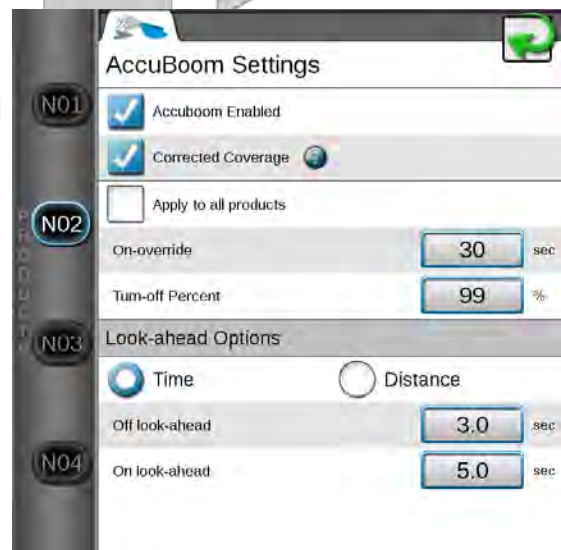 AccuBoom Settings
N01
Accuboom Enabled
Corrected Coverage
Apply to all products
N02
PRODUCTS
On-override 30 sec
Turn-off Percent 99 %
N03
Look-ahead Options
Time Distance
Off look-ahead 3.0 sec
N04
On look-ahead 5.0 sec